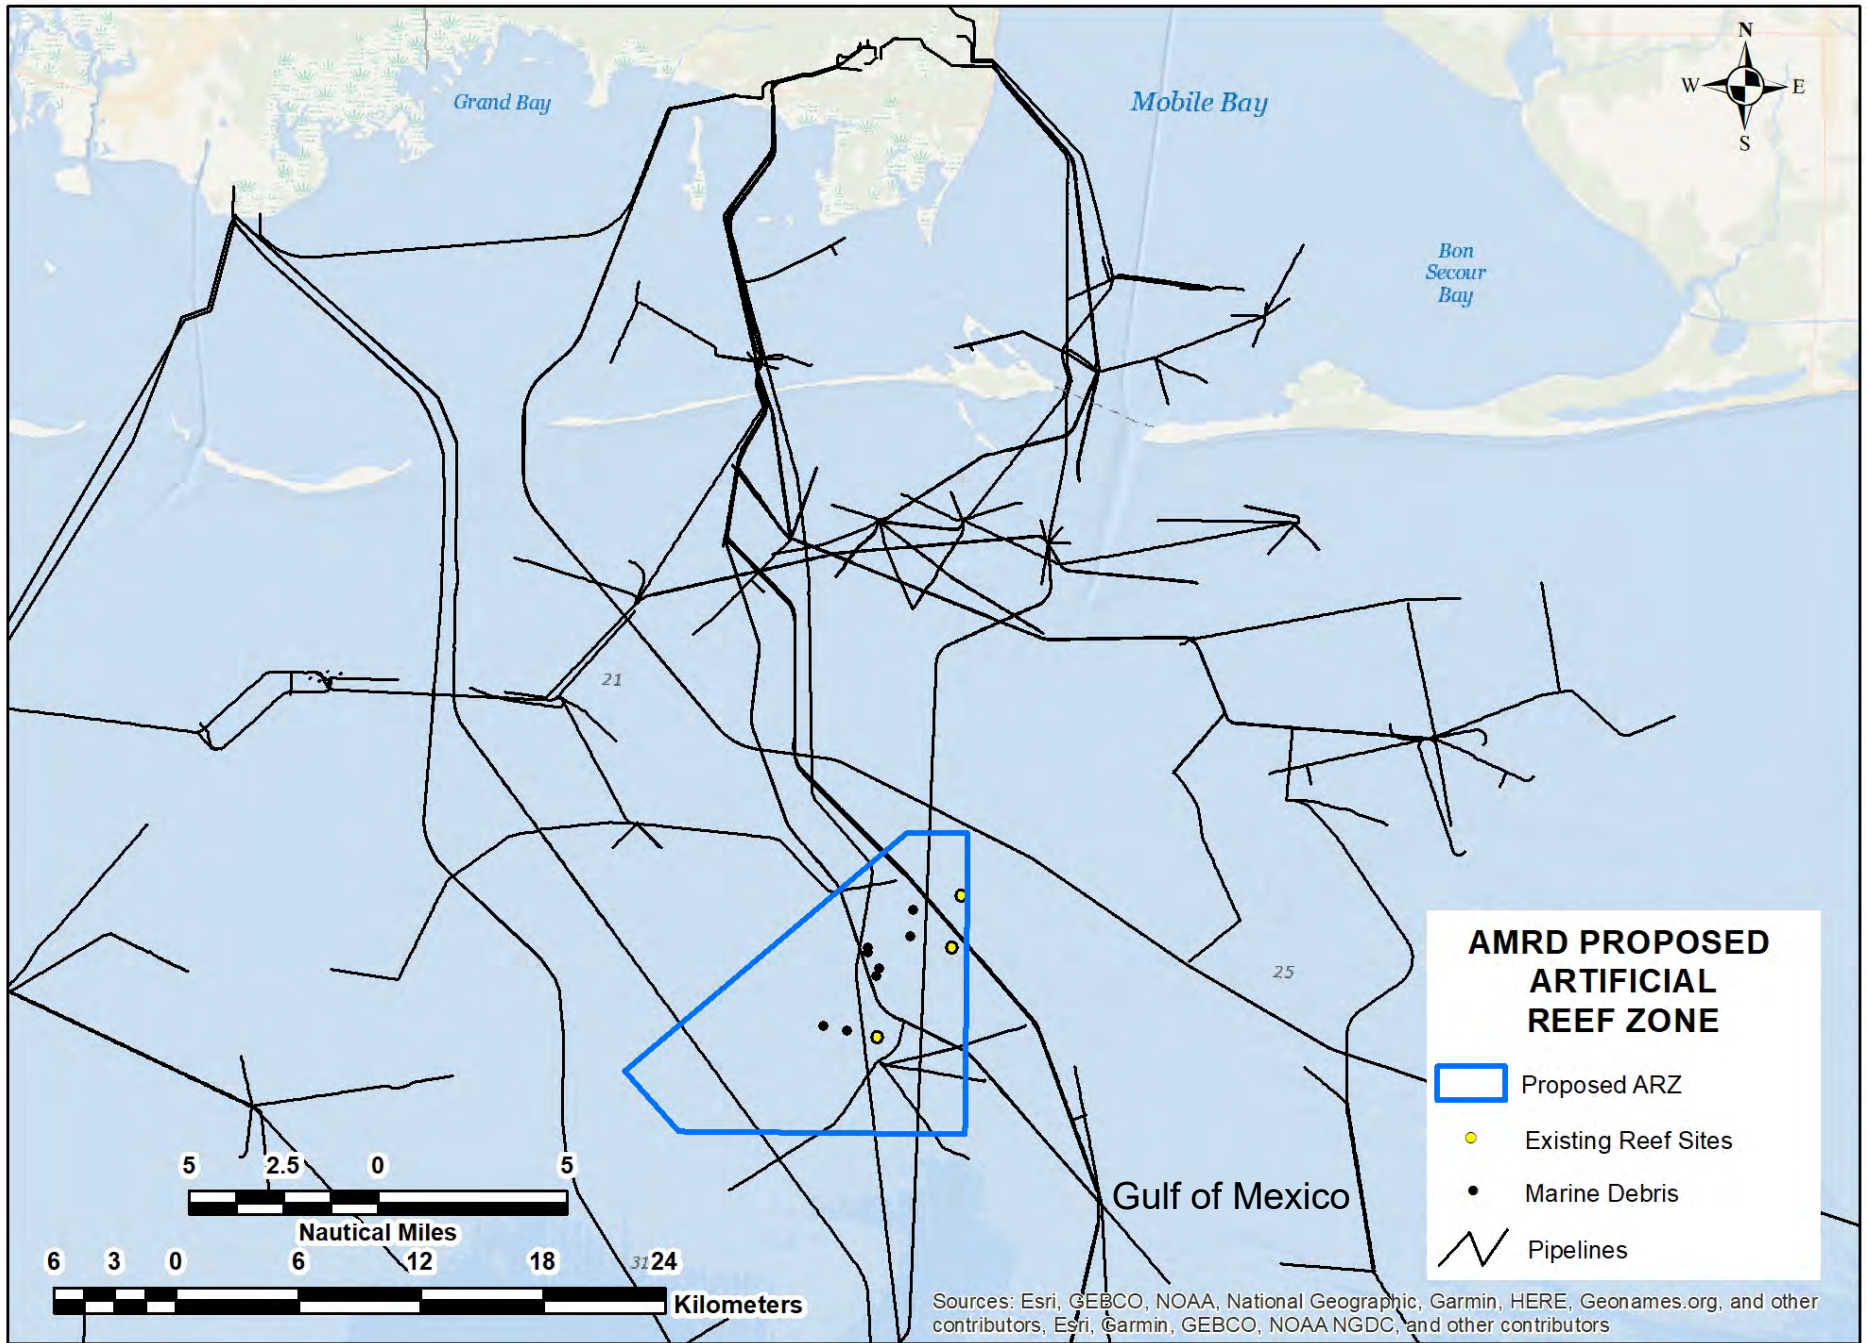 N
W E
S
Grand Bay
Mobile Bay
Bon
Secour
Bay
21
25
AMRD PROPOSED
ARTIFICIAL
REEF ZONE
Proposed ARZ
Existing Reef Sites
Marine Debris
Pipelines
Gulf of Mexico
5 2.5 0 5
Nautical Miles
6 3 0 6 12 18 24
31
Kilometers
Sources: Esri, GEBCO, NOAA, National Geographic, Garmin, HERE, Geonames.org, and other
contributors, Esri, Garmin, GEBCO, NOAA NGDC, and other contributors